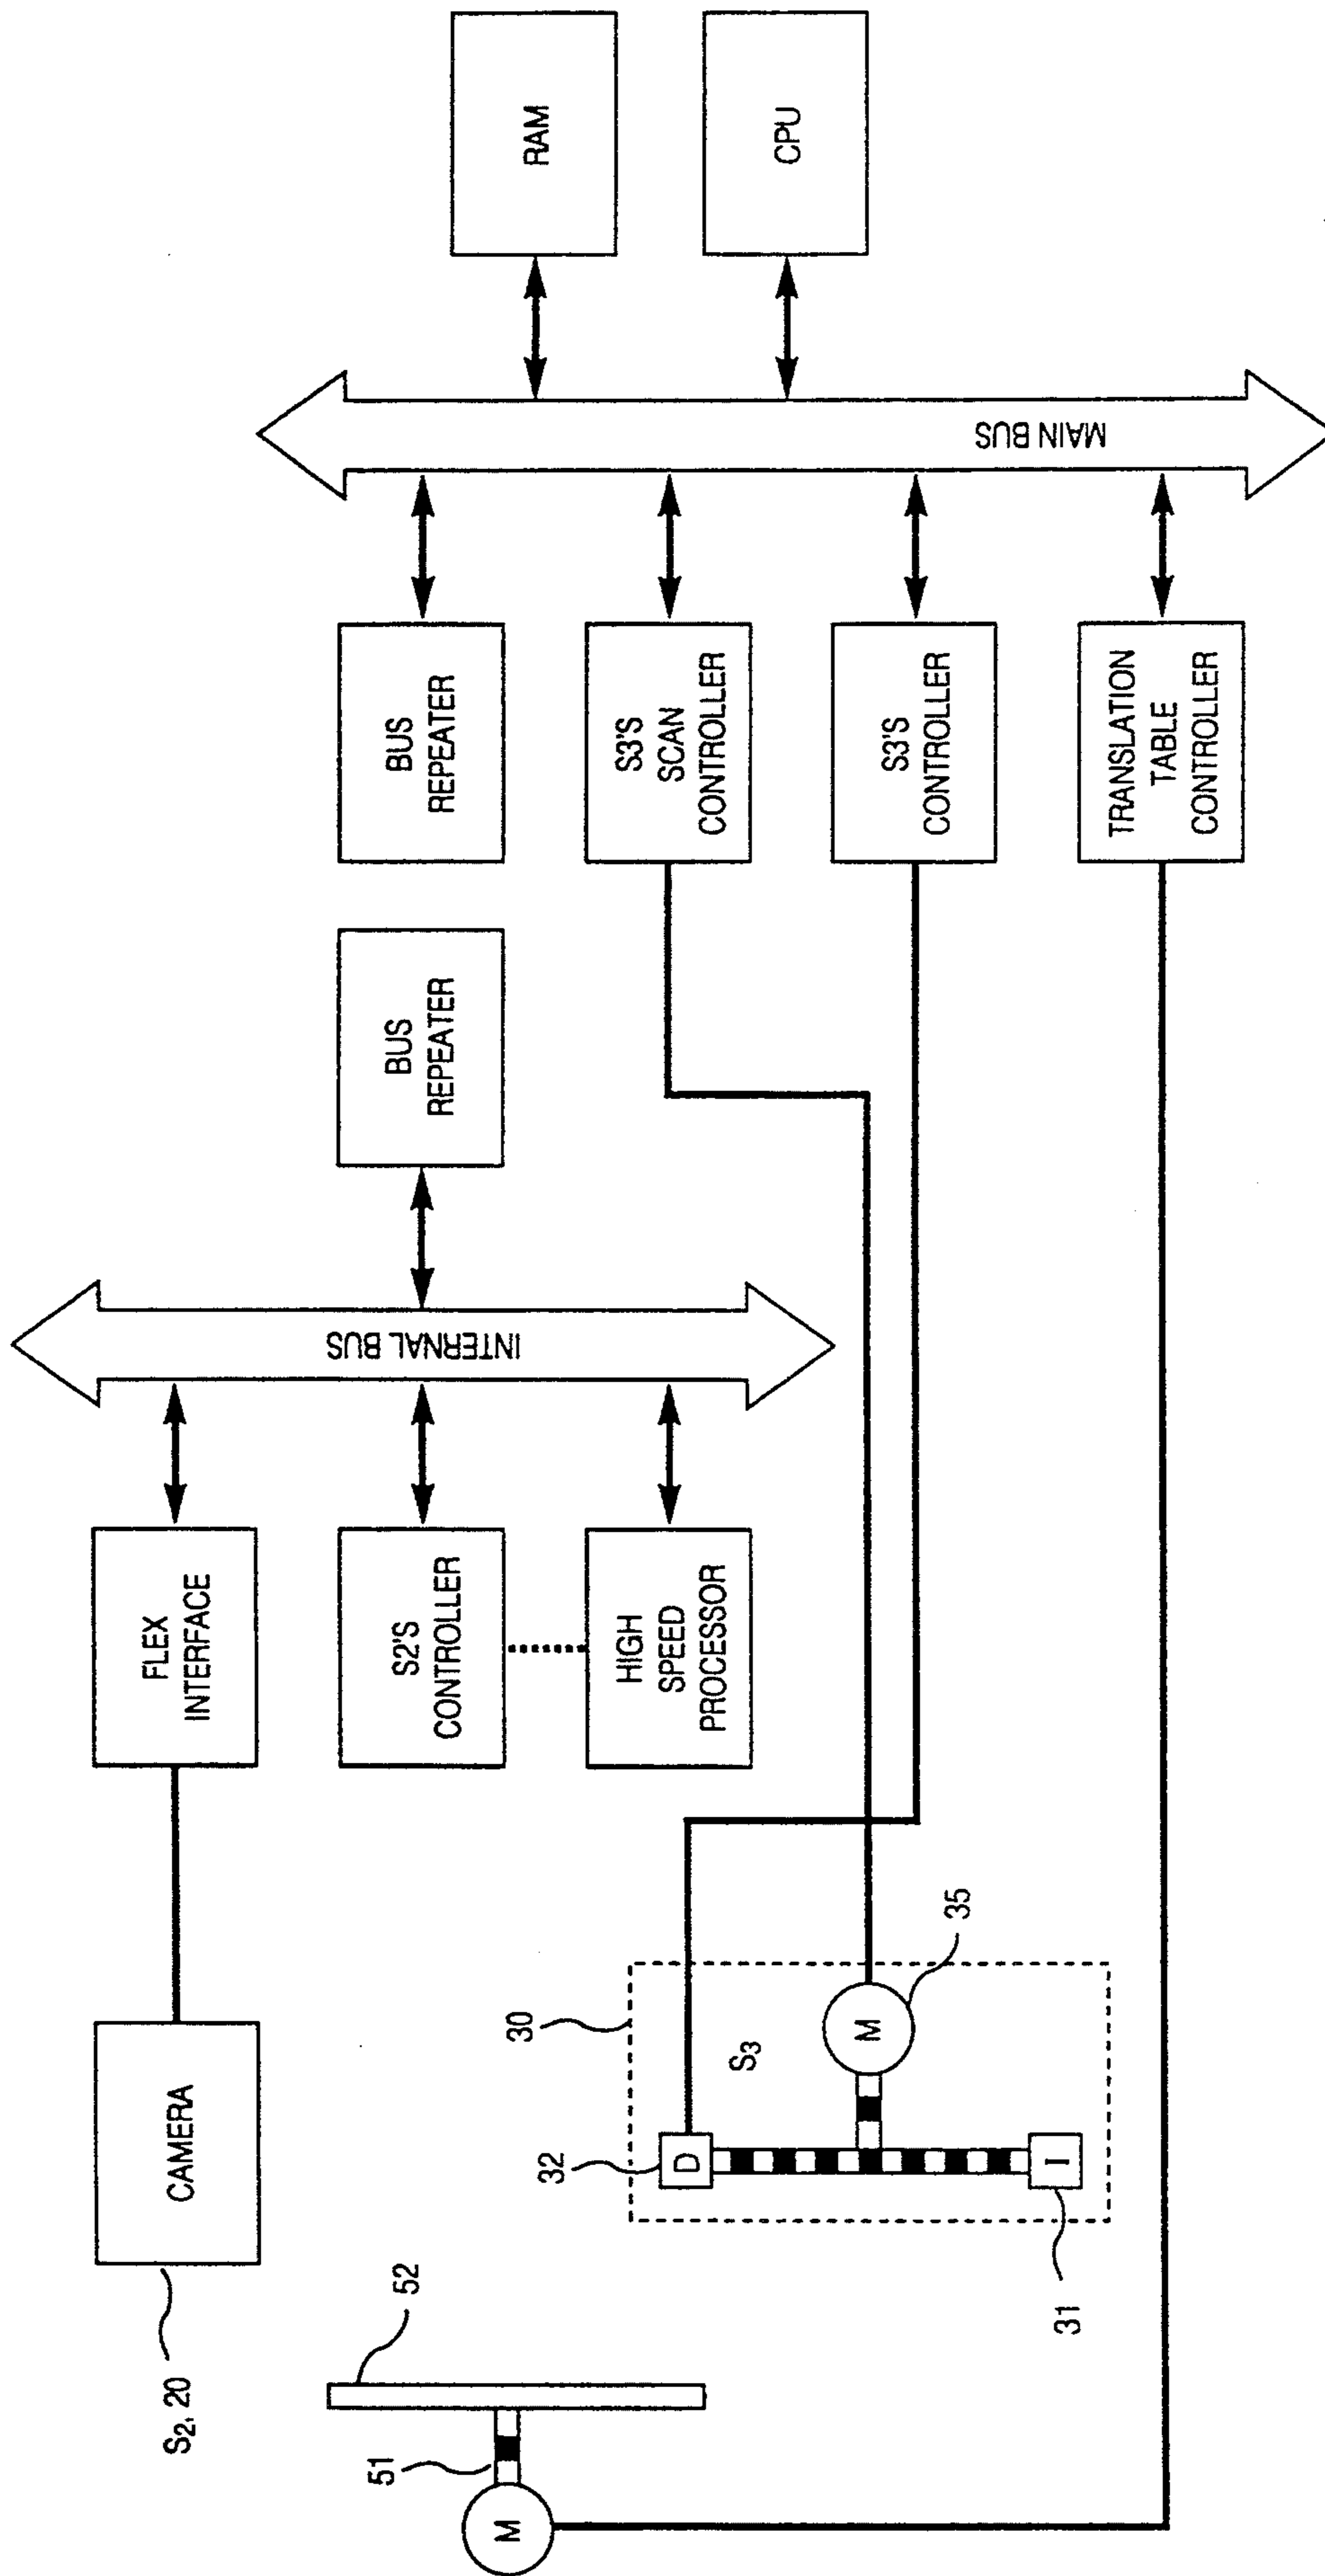 RAM
CPU
MAIN BUS
BUS
REPEATER
S3'S
SCAN
CONTROLLER
S3'S
CONTROLLER
TRANSLATION
TABLE
CONTROLLER
BUS
REPEATER
INTERNAL BUS
FLEX
INTERFACE
S2'S
CONTROLLER
HIGH
SPEED
PROCESSOR
CAMERA
S2, 20
30
35
S3
M
32
D
I
31
52
51
M